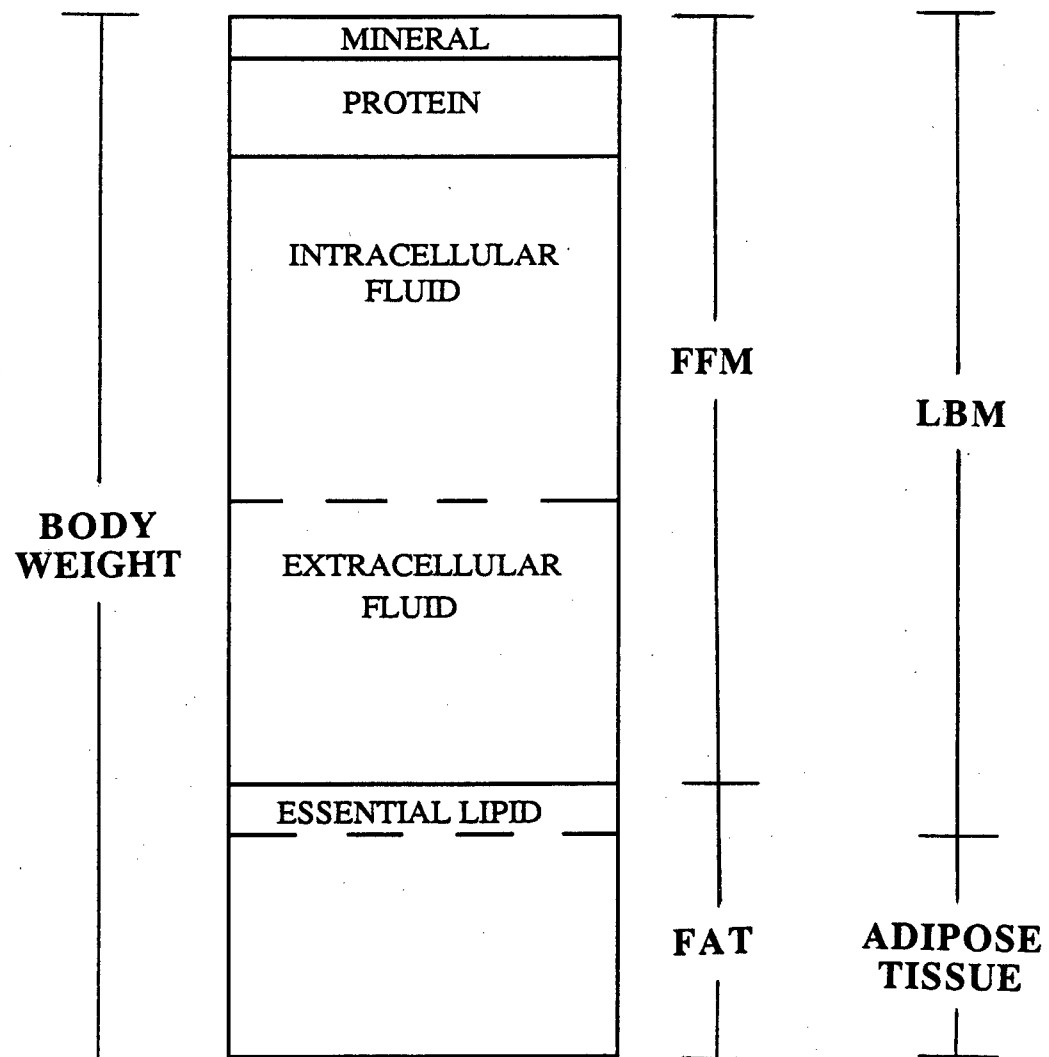 MINERAL
PROTEIN
INTRACELLULAR
FLUID
FFM
LBM
BODY
WEIGHT
EXTRACELLULAR
FLUID
ESSENTIAL LIPID
FAT
ADIPOSE
TISSUE